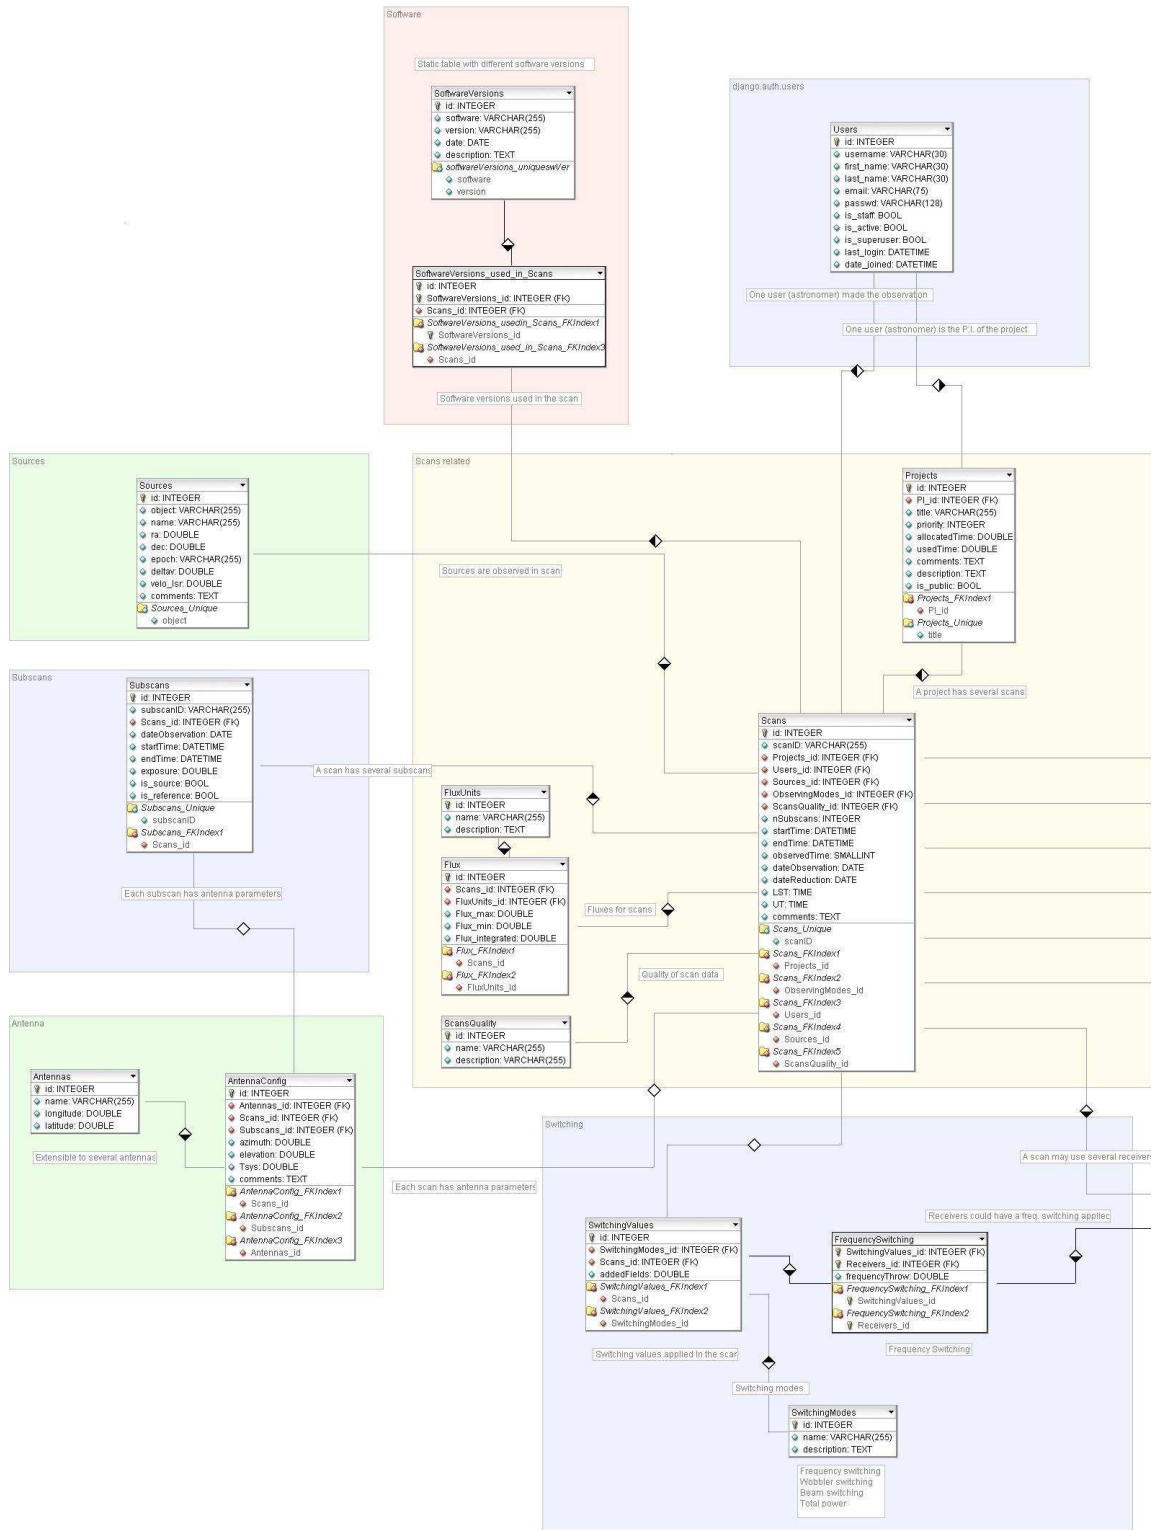 Software
Static table with different software versions
SoftwareVersions
id: INTEGER
software: VARCHAR(255)
version: VARCHAR(255)
date: DATE
description: TEXT
softwareVersions_uniqueswVer
software
version
SoftwareVersions_used_in_Scans
id: INTEGER
SoftwareVersions_id: INTEGER (FK)
Scans_id: INTEGER (FK)
SoftwareVersions_usedin_Scans_FKIndex1
SoftwareVersions_id
SoftwareVersions_used_in_Scans_FKIndex3
Scans_id
Software versions used in the scan
django.auth.users
Users
id: INTEGER
username: VARCHAR(30)
first_name: VARCHAR(30)
last_name: VARCHAR(30)
email: VARCHAR(75)
passwd: VARCHAR(128)
is_staff: BOOL
is_active: BOOL
is_superuser: BOOL
last_login: DATETIME
date_joined: DATETIME
One user (astronomer) made the observation
One user (astronomer) is the P.I. of the project
Sources
Sources
id: INTEGER
object: VARCHAR(255)
name: VARCHAR(255)
ra: DOUBLE
dec: DOUBLE
epoch: VARCHAR(255)
deltav: DOUBLE
velo_lsr: DOUBLE
comments: TEXT
Sources_Unique
object
Scans related
Sources are observed in scan
Projects
id: INTEGER
PI_id: INTEGER (FK)
title: VARCHAR(255)
priority: INTEGER
allocatedTime: DOUBLE
usedTime: DOUBLE
comments: TEXT
description: TEXT
is_public: BOOL
Projects_FKIndex1
PI_id
Projects_Unique
title
A project has several scans
Subscans
Subscans
id: INTEGER
subscanID: VARCHAR(255)
Scans_id: INTEGER (FK)
dateObservation: DATE
startTime: DATETIME
endTime: DATETIME
exposure: DOUBLE
is_source: BOOL
is_reference: BOOL
Subscans_Unique
subscanID
Subscans_FKIndex1
Scans_id
A scan has several subscans
Each subscan has antenna parameters
FluxUnits
id: INTEGER
name: VARCHAR(255)
description: TEXT
Flux
id: INTEGER
Scans_id: INTEGER (FK)
FluxUnits_id: INTEGER (FK)
Flux_max: DOUBLE
Flux_min: DOUBLE
Flux_integrated: DOUBLE
Flux_FKIndex1
Scans_id
Flux_FKIndex2
FluxUnits_id
Fluxes for scans
Quality of scan data
ScansQuality
id: INTEGER
name: VARCHAR(255)
description: VARCHAR(255)
Scans
id: INTEGER
scanID: VARCHAR(255)
Projects_id: INTEGER (FK)
Users_id: INTEGER (FK)
Sources_id: INTEGER (FK)
ObservingModes_id: INTEGER (FK)
ScansQuality_id: INTEGER (FK)
nSubscans: INTEGER
startTime: DATETIME
endTime: DATETIME
observedTime: SMALLINT
dateObservation: DATE
dateReduction: DATE
LST: TIME
UT: TIME
comments: TEXT
Scans_Unique
scanID
Scans_FKIndex1
Projects_id
Scans_FKIndex2
ObservingModes_id
Scans_FKIndex3
Users_id
Scans_FKIndex4
Sources_id
Scans_FKIndex5
ScansQuality_id
Antenna
Antennas
id: INTEGER
name: VARCHAR(255)
longitude: DOUBLE
latitude: DOUBLE
Extensible to several antennas
AntennaConfig
id: INTEGER
Antennas_id: INTEGER (FK)
Scans_id: INTEGER (FK)
Subscans_id: INTEGER (FK)
azimuth: DOUBLE
elevation: DOUBLE
Tsys: DOUBLE
comments: TEXT
AntennaConfig_FKIndex1
Scans_id
AntennaConfig_FKIndex2
Subscans_id
AntennaConfig_FKIndex3
Antennas_id
Each scan has antenna parameters
Switching
A scan may use several receivers
Receivers could have a freq. switching applied
SwitchingValues
id: INTEGER
SwitchingModes_id: INTEGER (FK)
Scans_id: INTEGER (FK)
addedFields: DOUBLE
SwitchingValues_FKIndex1
Scans_id
SwitchingValues_FKIndex2
SwitchingModes_id
Switching values applied in the scan
FrequencySwitching
SwitchingValues_id: INTEGER (FK)
Receivers_id: INTEGER (FK)
frequencyThrow: DOUBLE
FrequencySwitching_FKIndex1
SwitchingValues_id
FrequencySwitching_FKIndex2
Receivers_id
Frequency Switching
Switching modes
SwitchingModes
id: INTEGER
name: VARCHAR(255)
description: TEXT
Frequency switching
Wobbler switching
Beam switching
Total power